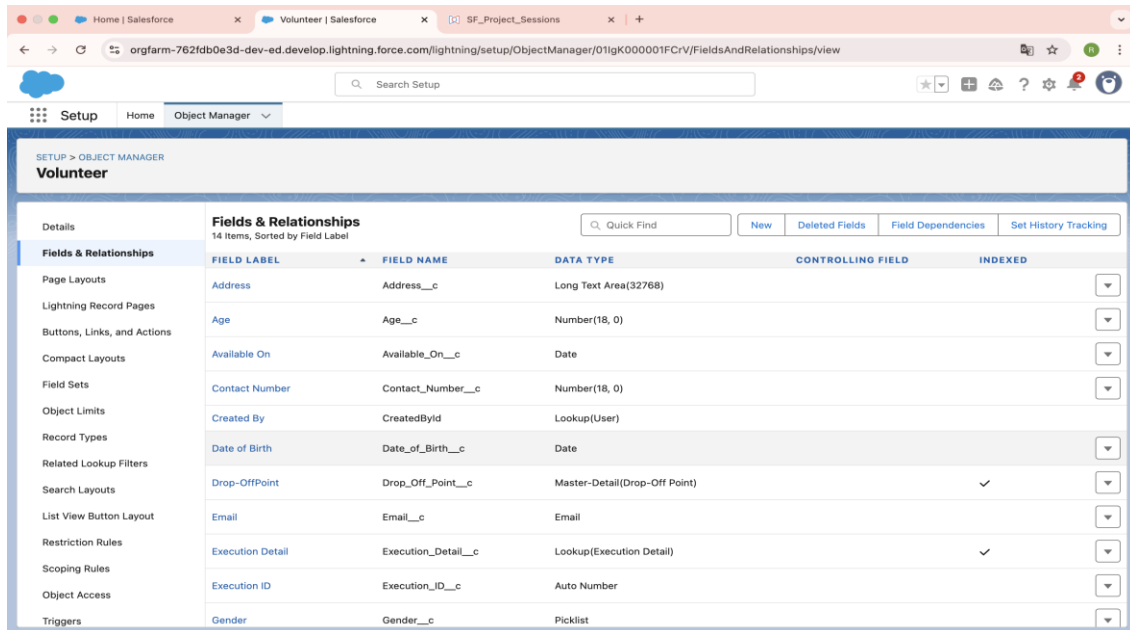 Home | Salesforce
Volunteer | Salesforce
SF_Project_Sessions
orgfarm-762fdb0e3d-dev-ed.develop.lightning.force.com/lightning/setup/ObjectManager/01IgK000001FCrV/FieldsAndRelationships/view
R
Search Setup
2
Setup
Home
Object Manager
SETUP > OBJECT MANAGER
Volunteer
Details
Fields & Relationships
Page Layouts
Lightning Record Pages
Buttons, Links, and Actions
Compact Layouts
Field Sets
Object Limits
Record Types
Related Lookup Filters
Search Layouts
List View Button Layout
Restriction Rules
Scoping Rules
Object Access
Triggers
Fields & Relationships
14 Items, Sorted by Field Label
Quick Find
New
Deleted Fields
Field Dependencies
Set History Tracking
FIELD LABEL FIELD NAME DATA TYPE CONTROLLING FIELD INDEXED
Address Address__c Long Text Area(32768)
Age Age__c Number(18, 0)
Available On Available_On__c Date
Contact Number Contact_Number__c Number(18, 0)
Created By CreatedById Lookup(User)
Date of Birth Date_of_Birth__c Date
Drop-OffPoint Drop_Off_Point__c Master-Detail(Drop-Off Point)
Email Email__c Email
Execution Detail Execution_Detail__c Lookup(Execution Detail)
Execution ID Execution_ID__c Auto Number
Gender Gender__c Picklist